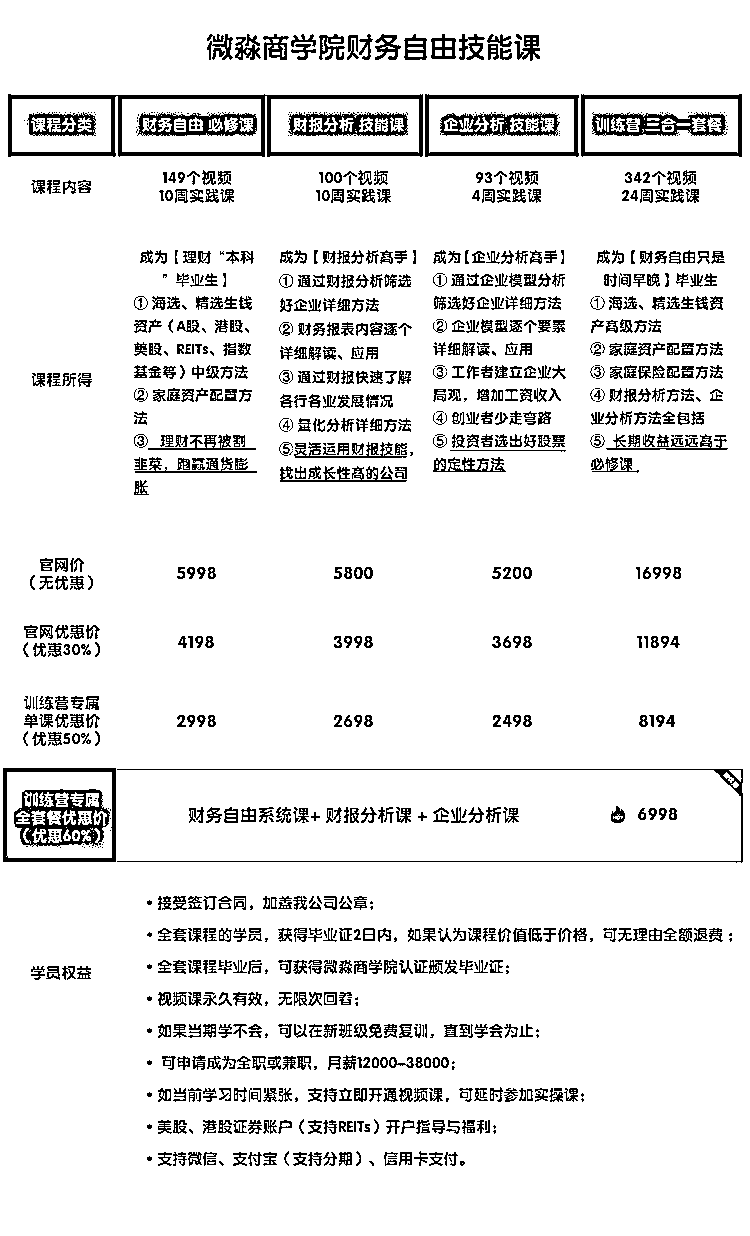 微淼商学院财务自由技能课
课程分类
财务自由 必修课
财报分析 技能课
企业分析 技能课
训练营 三合一套餐
课程内容
149个视频
10周实践课
100个视频
10周实践课
93个视频
4周实践课
342个视频
24周实践课
课程所得
成为【理财“本科
”毕业生】
① 海选、精选生钱
资产（A股、港股、
美股、REITs、指数
基金等）中级方法
② 家庭资产配置方
法
③ 理财不再被割
韭菜，跑赢通货膨
胀
成为【财报分析高手】
① 通过财报分析筛选
好企业详细方法
② 财务报表内容逐个
详细解读、应用
③ 通过财报快速了解
各行各业发展情况
④ 量化分析详细方法
⑤灵活运用财报技能，
找出成长性高的公司
成为【企业分析高手】
① 通过企业模型分析
筛选好企业详细方法
② 企业模型逐个要素
详细解读、应用
③ 工作者建立企业大
局观，增加工资收入
④ 创业者少走弯路
⑤ 投资者选出好股票
的定性方法
成为【财务自由只是
时间早晚】毕业生
① 海选、精选生钱资
产高级方法
② 家庭资产配置方法
③ 家庭保险配置方法
④ 财报分析方法、企
业分析方法全包括
⑤ 长期收益远远高于
必修课
官网价
（无优惠）
5998
5800
5200
16998
官网优惠价
（优惠30%）
4198
3998
3698
11894
训练营专属
单课优惠价
（优惠50%）
2998
2698
2498
8194
训练营专属
全套餐优惠价
（优惠60%）
财务自由系统课+ 财报分析课 + 企业分析课
6998
学员权益
• 接受签订合同，加盖我公司公章；
• 全套课程的学员，获得毕业证2日内，如果认为课程价值低于价格，可无理由全额退费；
• 全套课程毕业后，可获得微淼商学院认证颁发毕业证；
• 视频课永久有效，无限次回看；
• 如果当期学不会，可以在新班级免费复训，直到学会为止；
• 可申请成为全职或兼职，月薪12000--38000；
• 如当前学习时间紧张，支持立即开通视频课，可延时参加实操课；
• 美股、港股证券账户（支持REITs）开户指导与福利；
• 支持微信、支付宝（支持分期）、信用卡支付。